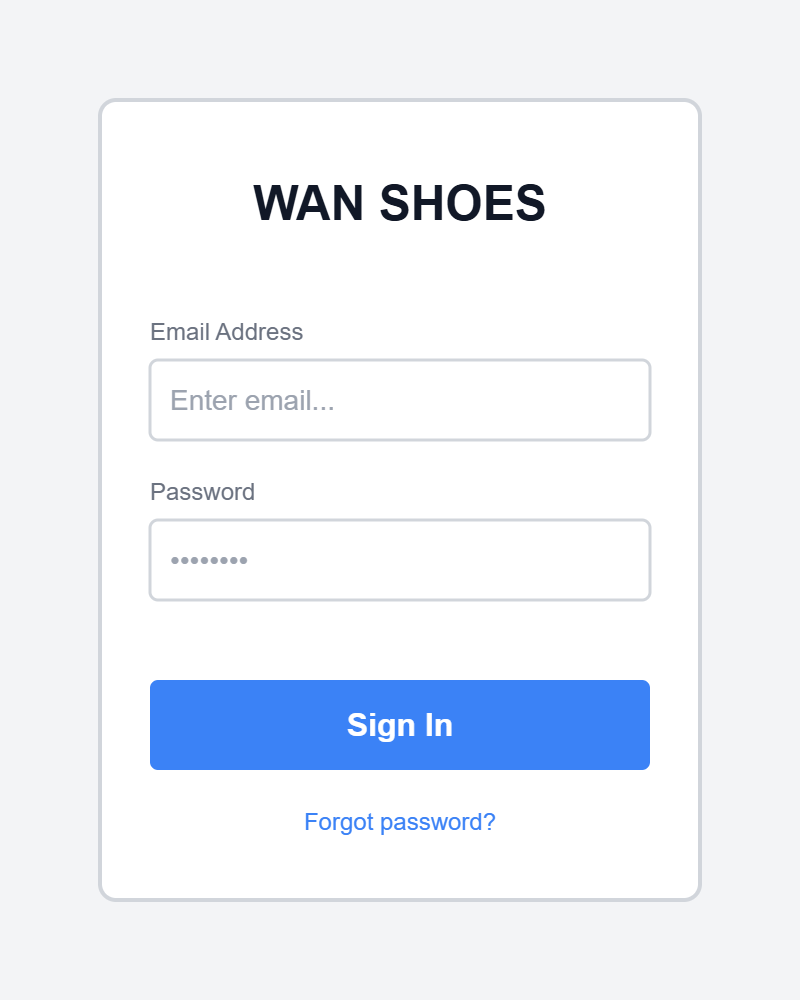 WAN SHOES
Email Address
Enter email...
Password
••••••••
Sign In
Forgot password?